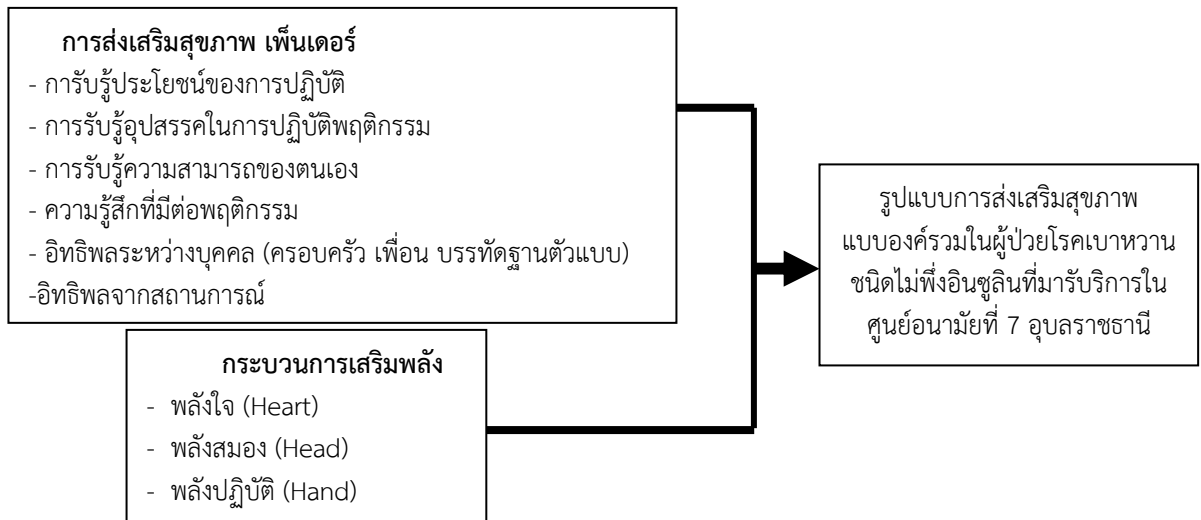 การส่งเสริมสุขภาพ เพ็นเดอร์
- การับรู้ประโยชน์ของการปฏิบัติ
- การรับรู้อุปสรรคในการปฏิบัติพฤติกรรม
- การรับรู้ความสามารถของตนเอง
- ความรู้สึกที่มีต่อพฤติกรรม
- อิทธิพลระหว่างบุคคล (ครอบครัว เพื่อน บรรทัดฐานตัวแบบ)
-อิทธิพลจากสถานการณ์
กระบวนการเสริมพลัง
- พลังใจ (Heart)
- พลังสมอง (Head)
- พลังปฏิบัติ (Hand)
รูปแบบการส่งเสริมสุขภาพ
แบบองค์รวมในผู้ป่วยโรคเบาหวาน
ชนิดไม่พึ่งอินซูลินที่มารับริการใน
ศูนย์อนามัยที่ 7 อุบลราชธานี